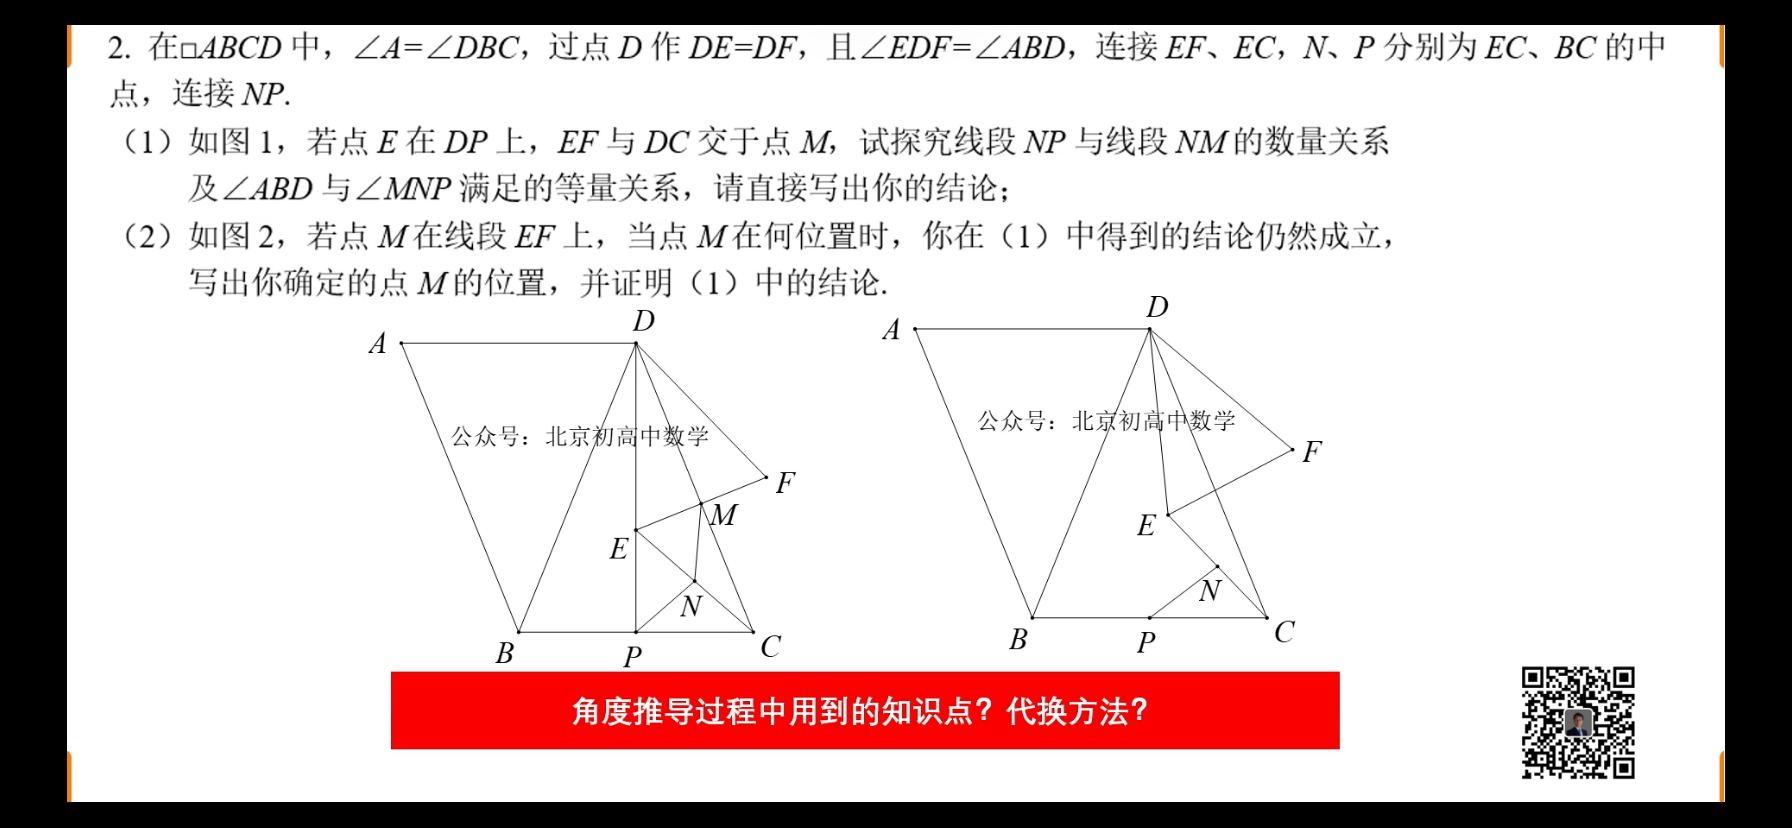 2. 在□ABCD 中，∠A=∠DBC，过点 D 作 DE=DF，且∠EDF=∠ABD，连接 EF、EC，N、P 分别为 EC、BC 的中
点，连接 NP.
（1）如图 1，若点 E 在 DP 上，EF 与 DC 交于点 M，试探究线段 NP 与线段 NM 的数量关系
及∠ABD 与∠MNP 满足的等量关系，请直接写出你的结论；
（2）如图 2，若点 M 在线段 EF 上，当点 M 在何位置时，你在（1）中得到的结论仍然成立，
写出你确定的点 M 的位置，并证明（1）中的结论.
A
D
公众号：北京初高中数学
F
M
E
N
B
P
C
A
D
公众号：北京初高中数学
F
E
N
B
P
C
角度推导过程中用到的知识点？代换方法？